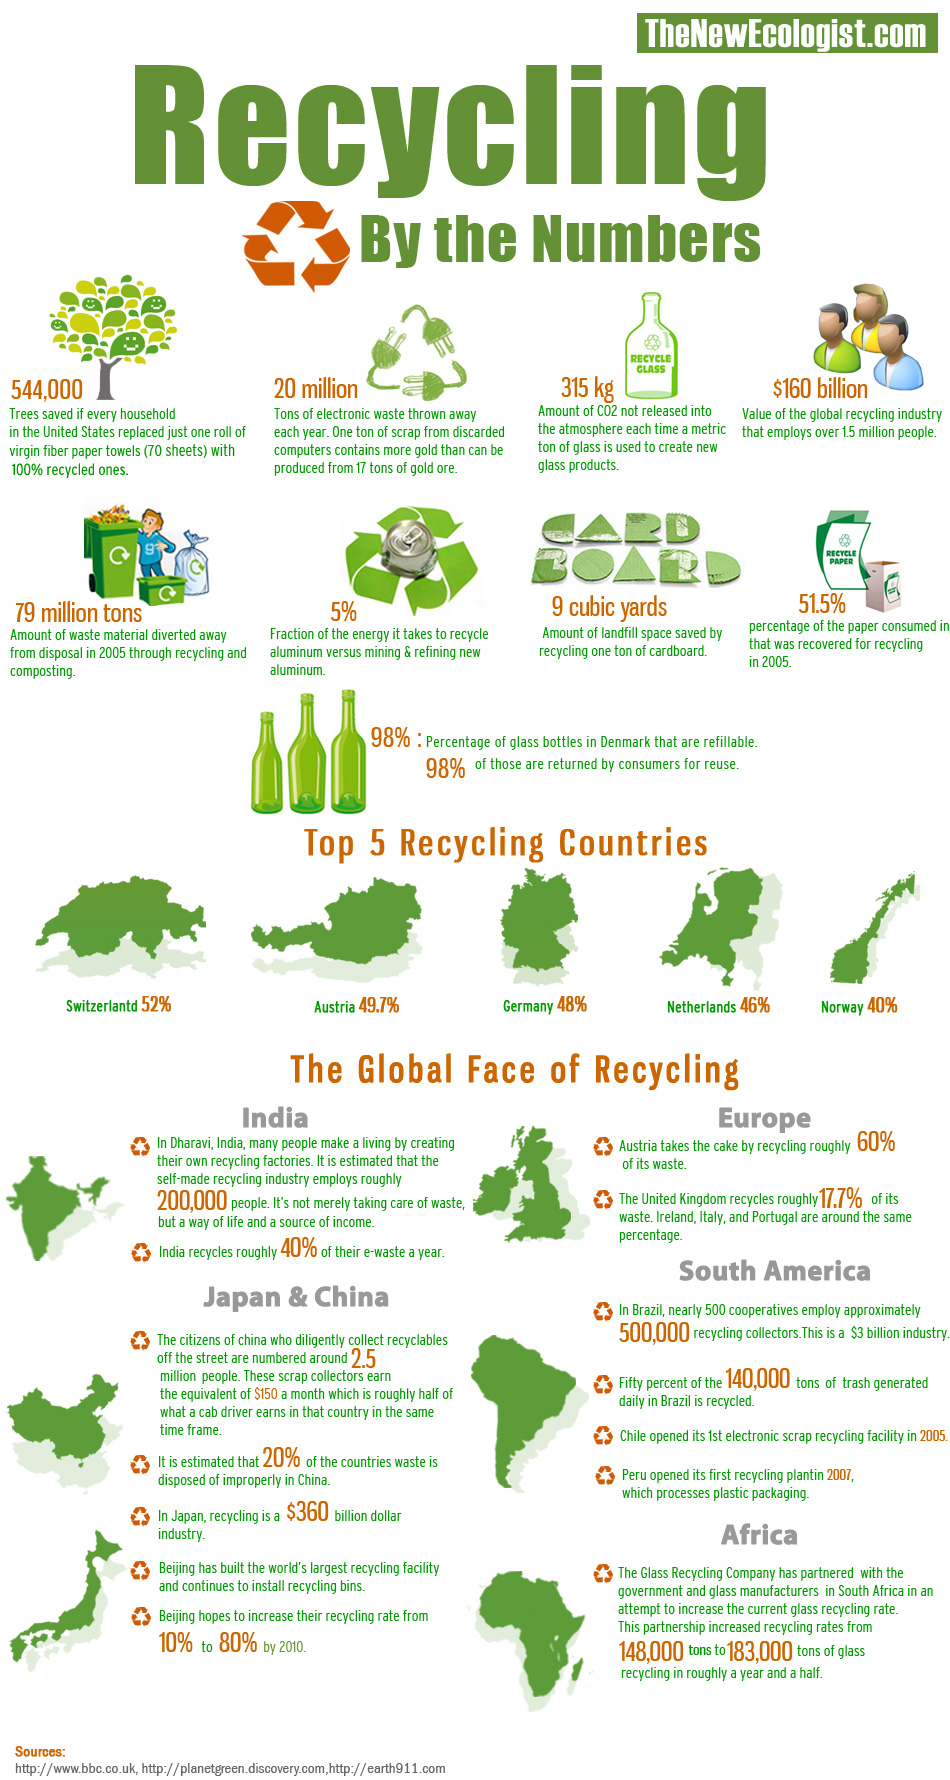 TheNewEcologist.com
Recycling
By the Numbers
544,000
Trees saved if every household
in the United States replaced just one roll of
virgin fiber paper towels (70 sheets) with
100% recycled ones.
20 million
Tons of electronic waste thrown away
each year. One ton of scrap from discarded
computers contains more gold than can be
produced from 17 tons of gold ore.
RECYCLE
GLASS
315 kg
Amount of CO2 not released into
the atmosphere each time a metric
ton of glass is used to create new
glass products.
$160 billion
Value of the global recycling industry
that employs over 1.5 million people.
79 million tons
Amount of waste material diverted away
from disposal in 2005 through recycling and
composting.
5%
Fraction of the energy it takes to recycle
aluminum versus mining & refining new
aluminum.
CARD
BOARD
9 cubic yards
Amount of landfill space saved by
recycling one ton of cardboard.
RECYCLE
PAPER
51.5%
percentage of the paper consumed in
that was recovered for recycling
in 2005.
98% : Percentage of glass bottles in Denmark that are refillable.
98% of those are returned by consumers for reuse.
Top 5 Recycling Countries
Switzerlantd 52%
Austria 49.7%
Germany 48%
Netherlands 46%
Norway 40%
The Global Face of Recycling
India
In Dharavi, India, many people make a living by creating
their own recycling factories. It is estimated that the
self-made recycling industry employs roughly
200,000 people. It's not merely taking care of waste,
but a way of life and a source of income.
India recycles roughly 40% of their e-waste a year.
Japan & China
The citizens of china who diligently collect recyclables
off the street are numbered around 2.5
million people. These scrap collectors earn
the equivalent of $150 a month which is roughly half of
what a cab driver earns in that country in the same
time frame.
It is estimated that 20% of the countries waste is
disposed of improperly in China.
In Japan, recycling is a $360 billion dollar
industry.
Beijing has built the world's largest recycling facility
and continues to install recycling bins.
Beijing hopes to increase their recycling rate from
10% to 80% by 2010.
Europe
Austria takes the cake by recycling roughly 60%
of its waste.
The United Kingdom recycles roughly 17.7% of its
waste. Ireland, Italy, and Portugal are around the same
percentage.
South America
In Brazil, nearly 500 cooperatives employ approximately
500,000 recycling collectors.This is a $3 billion industry.
Fifty percent of the 140,000 tons of trash generated
daily in Brazil is recycled.
Chile opened its 1st electronic scrap recycling facility in 2005.
Peru opened its first recycling plantin 2007,
which processes plastic packaging.
Africa
The Glass Recycling Company has partnered with the
government and glass manufacturers in South Africa in an
attempt to increase the current glass recycling rate.
This partnership increased recycling rates from
148,000 tons to 183,000 tons of glass
recycling in roughly a year and a half.
Sources:
http://www.bbc.co.uk, http://planetgreen.discovery.com,http://earth911.com